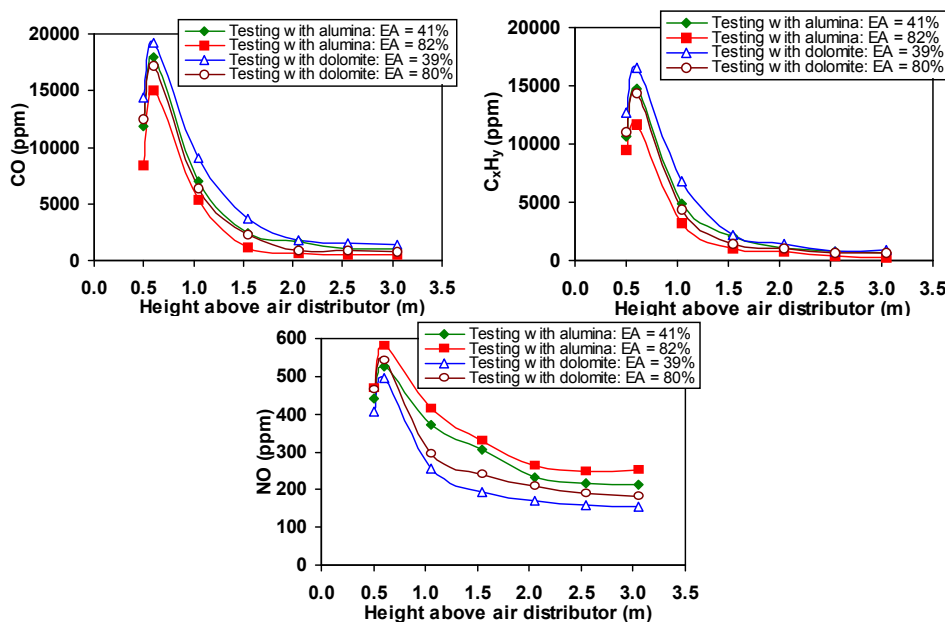 Testing with alumina: EA = 41%
Testing with alumina: EA = 82%
Testing with dolomite: EA = 39%
Testing with dolomite: EA = 80%
20000
15000
10000
5000
0
CO (ppm)
0.0 0.5 1.0 1.5 2.0 2.5 3.0 3.5
Height above air distributor (m)
Testing with alumina: EA = 41%
Testing with alumina: EA = 82%
Testing with dolomite: EA = 39%
Testing with dolomite: EA = 80%
20000
15000
10000
5000
0
CxHy (ppm)
0.0 0.5 1.0 1.5 2.0 2.5 3.0 3.5
Height above air distributor (m)
Testing with alumina: EA = 41%
Testing with alumina: EA = 82%
Testing with dolomite: EA = 39%
Testing with dolomite: EA = 80%
600
500
400
300
200
100
0
NO (ppm)
0.0 0.5 1.0 1.5 2.0 2.5 3.0 3.5
Height above air distributor (m)